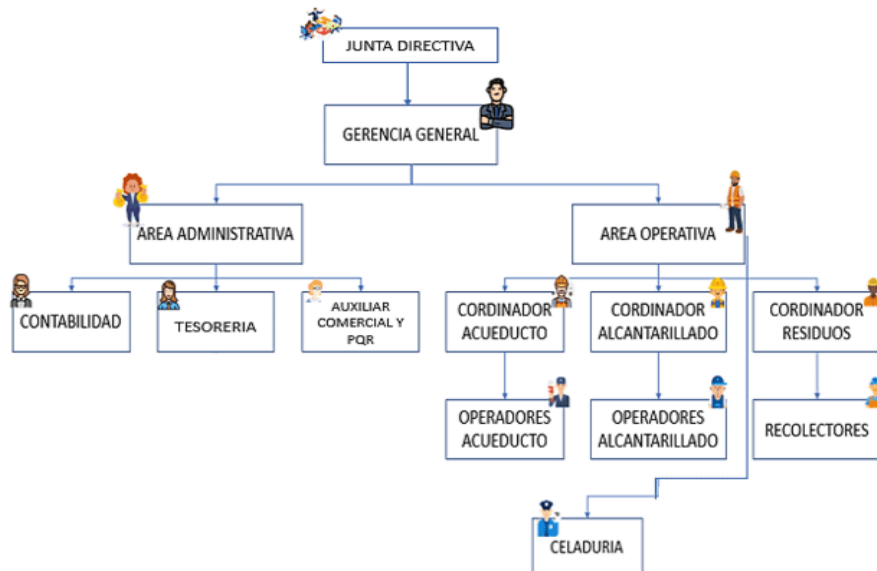 JUNTA DIRECTIVA
GERENCIA GENERAL
AREA ADMINISTRATIVA
AREA OPERATIVA
CONTABILIDAD
TESORERIA
AUXILIAR
COMERCIAL Y
PQR
CORDINADOR
ACUEDUCTO
CORDINADOR
ALCANTARILLADO
CORDINADOR
RESIDUOS
OPERADORES
ACUEDUCTO
OPERADORES
ALCANTARILLADO
RECOLECTORES
CELADURIA